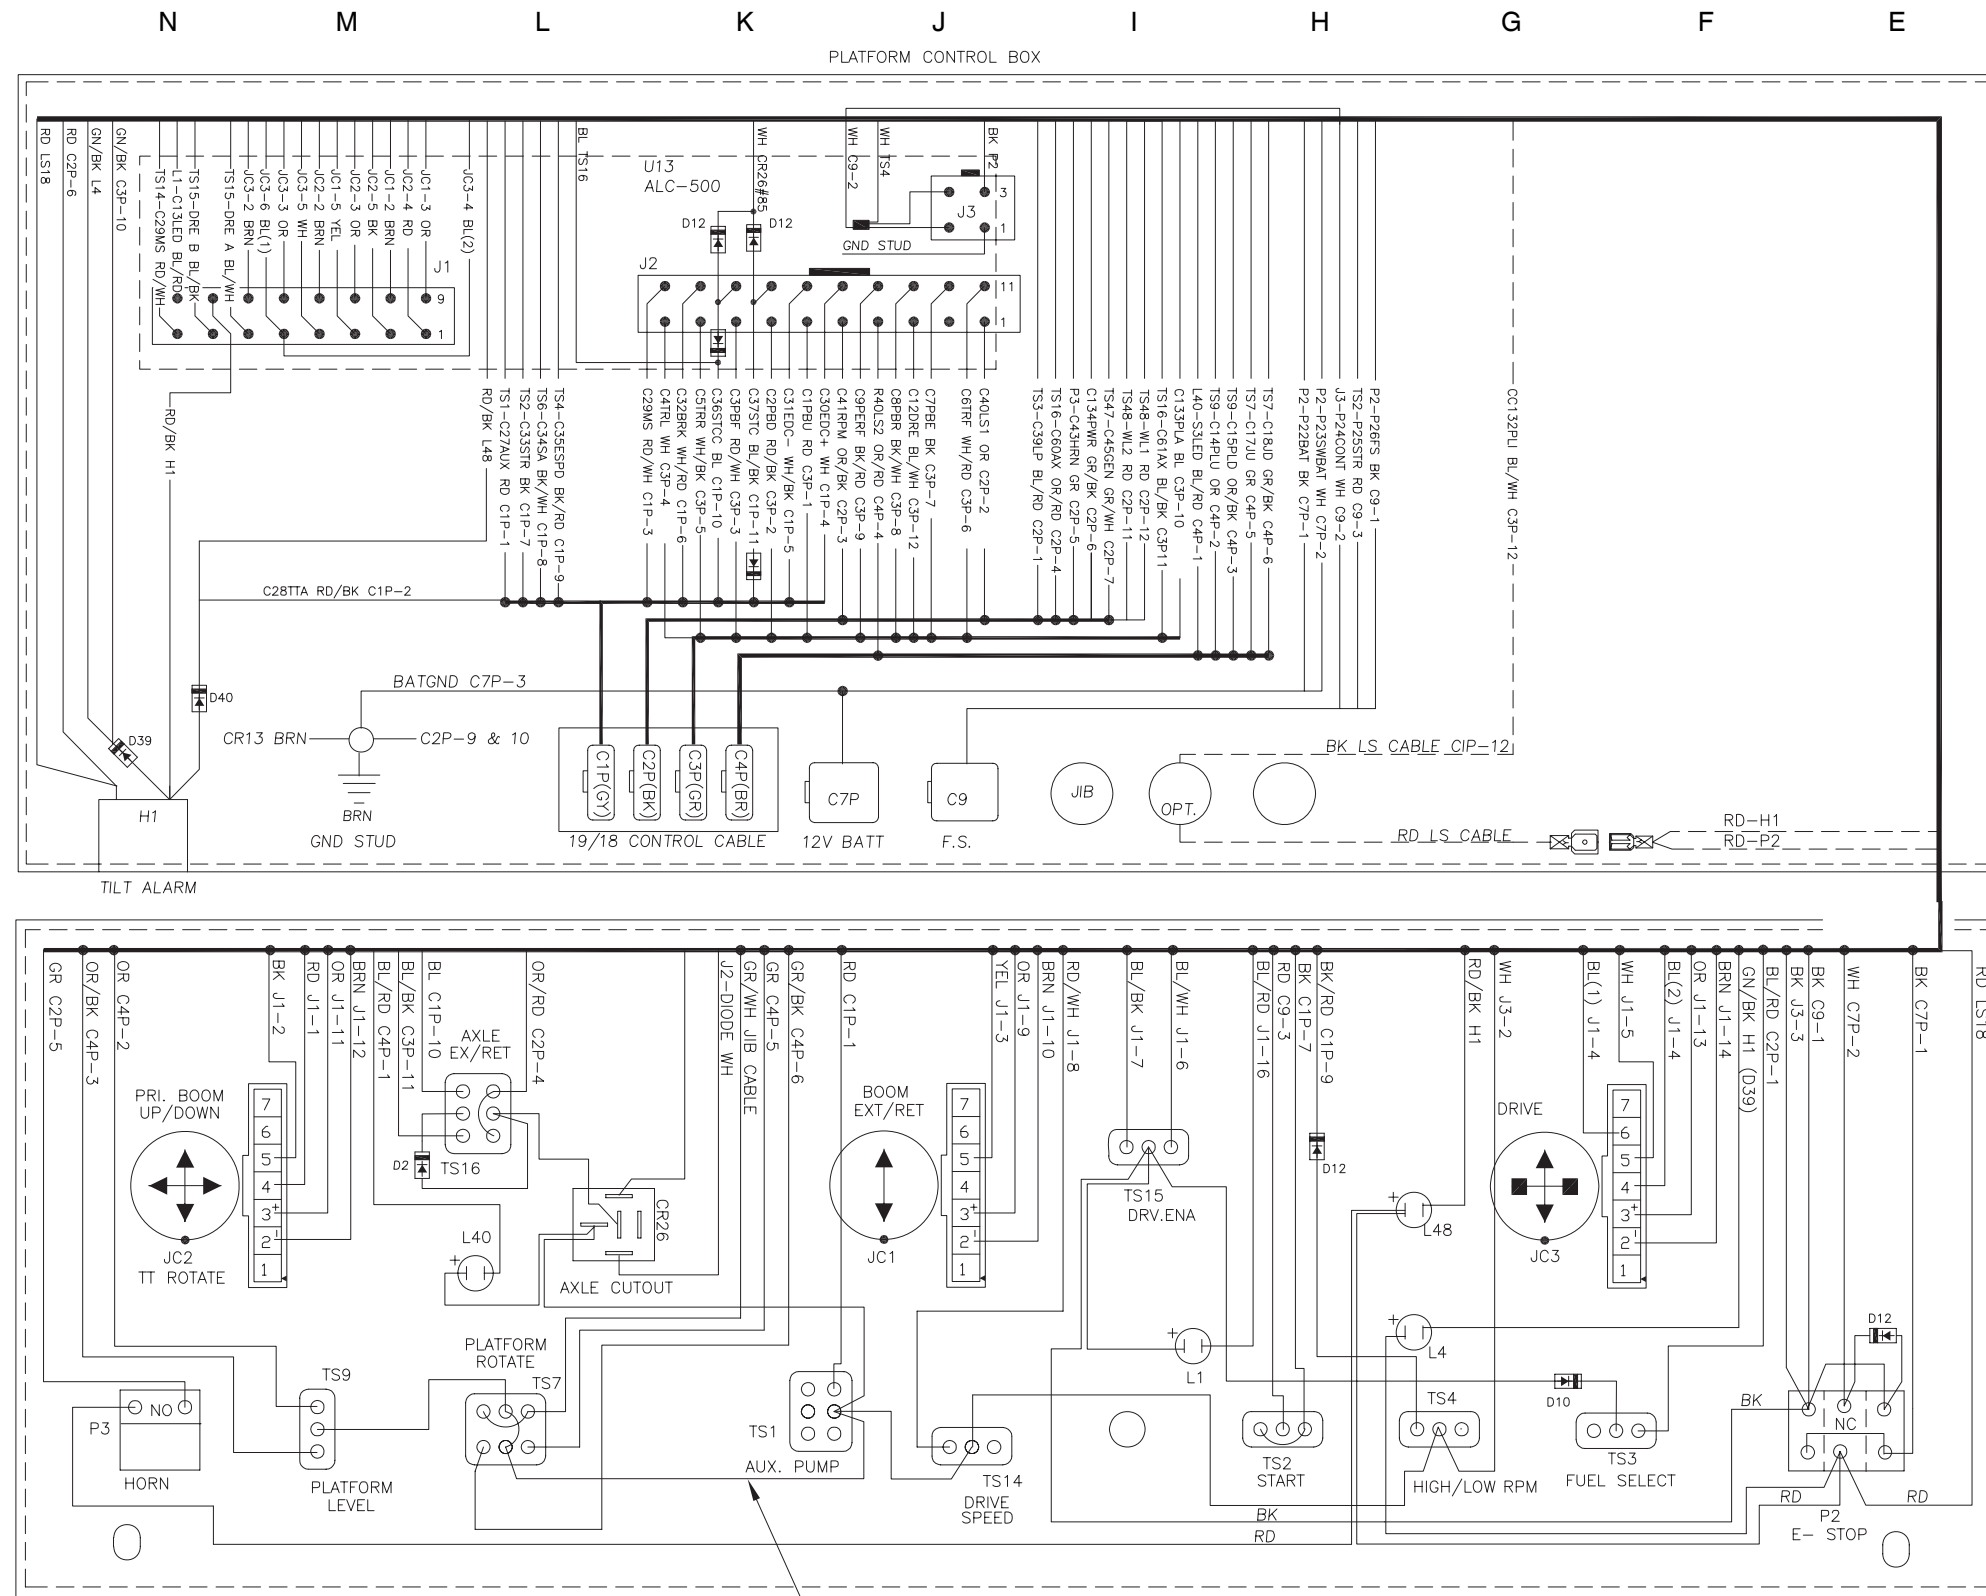 N M L K J I H G F E
PLATFORM CONTROL BOX
RD LS18
RD C2P-6
GN/BK L4
GN/BK C3P-10
TS14-C29MS RD/WH
L1-C13LED BL/RD
TS15-DRE B BL/BK
TS15-DRE A BL/WH
JC3-2 BRN
JC3-6 BL(1)
JC3-3 OR
JC3-5 WH
JC2-2 BRN
JC1-5 YEL
JC2-3 OR
JC2-5 BK
JC1-2 BRN
JC2-4 RD
JC1-3 OR
JC3-4 BL(2)
J1
9
1
BL TS16
U13
ALC-500
WH CR26#85
D12
D12
WH C9-2
WH TS4
BK P2
3
J3
1
GND STUD
J2
11
1
RD/BK H1
RD/BK L48
TS1-C27AUX RD C1P-1
TS2-C33STR BK C1P-7
TS6-C34SA BK/WH C1P-8
TS4-C35ESPD BK/RD C1P-9
C29MS RD/WH C1P-3
C4TRL WH C3P-4
C32BRK WH/RD C1P-6
C5TRR WH/BK C3P-5
C36STCC BL C1P-10
C3PBF RD/WH C3P-3
C37STC BL/BK C1P-11
C2PBD RD/BK C3P-2
C31EDC- WH/BK C1P-5
C1PBU RD C3P-1
C30EDC+ WH C1P-4
C41RPM OR/BK C2P-3
C9PERF BK/RD C3P-9
R40LS2 OR/RD C4P-4
C8PBR BK/WH C3P-8
C12DRE BL/WH C3P-12
C7PBE BK C3P-7
C6TRF WH/RD C3P-6
C40LS1 OR C2P-2
TS3-C39LP BL/RD C2P-1
TS16-C60AX OR/RD C2P-4
P3-C43HRN GR C2P-5
C134PWR GR/BK C2P-6
TS47-C45GEN GR/WH C2P-7
TS48-WL2 RD C2P-11
TS48-WL1 RD C2P-12
TS16-C61AX BL/BK C3P11
C133PLA BL C3P-10
L40-S3LED BL/RD C4P-1
TS9-C14PLU OR C4P-2
TS9-C15PLD OR/BK C4P-3
TS7-C17JU GR C4P-5
TS7-C18JD GR/BK C4P-6
P2-P22BAT BK C7P-1
P2-P23SWBAT WH C7P-2
J3-P24CONT WH C9-2
TS2-P25STR RD C9-3
P2-P26FS BK C9-1
CC132PLI BL/WH C3P-12
C28TTA RD/BK C1P-2
D40
BATGND C7P-3
D39
CR13 BRN
C2P-9 & 10
BRN
GND STUD
H1
TILT ALARM
C1P(GY)
C2P(BK)
C3P(GR)
C4P(BR)
19/18 CONTROL CABLE
C7P
12V BATT
C9
F.S.
JIB
OPT.
BK LS CABLE CIP-12
RD LS CABLE
RD-H1
RD-P2
GR C2P-5
OR/BK C4P-3
OR C4P-2
BK J1-2
RD J1-1
OR J1-11
BRN J1-12
BL/RD C4P-1
BL/BK C3P-11
BL C1P-10
OR/RD C2P-4
J2-DIODE WH
GR/WH JIB CABLE
GR C4P-5
GR/BK C4P-6
RD C1P-1
YEL J1-3
OR J1-9
BRN J1-10
RD/WH J1-8
BL/BK J1-7
BL/WH J1-6
BL/RD J1-16
RD C9-3
BK C1P-7
BK/RD C1P-9
RD/BK H1
WH J3-2
BL(1) J1-4
WH J1-5
BL(2) J1-4
OR J1-13
BRN J1-14
GN/BK H1 (D39)
BL/RD C2P-1
BK J3-3
BK C9-1
WH C7P-2
BK C7P-1
RD LS18
PRI. BOOM
UP/DOWN
7
6
5
4
3+
2-
1
JC2
TT ROTATE
AXLE
EX/RET
TS16
D2
L40
+
CR26
AXLE CUTOUT
BOOM
EXT/RET
7
6
5
4
3+
2-
1
JC1
TS15
DRV.ENA
D12
+
L48
DRIVE
7
6
5
4
3+
2-
1
JC3
+
L1
+
L4
D12
D10
P3
NO
HORN
TS9
PLATFORM
LEVEL
PLATFORM
ROTATE
TS7
TS1
AUX. PUMP
TS14
DRIVE
SPEED
TS2
START
TS4
HIGH/LOW RPM
TS3
FUEL SELECT
BK
NC
RD
RD
P2
E- STOP
BK
RD